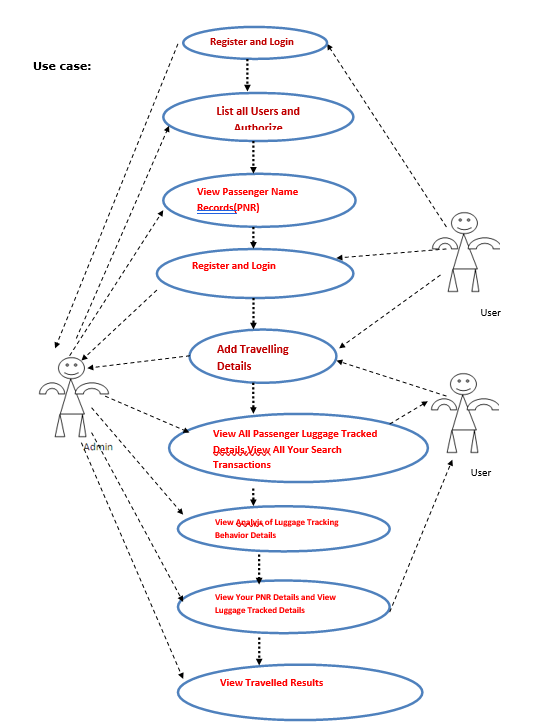 Register and Login
Use case:
List all Users and
Authorize
View Passenger Name
Records(PNR)
Register and Login
User
Add Travelling
Details
Admin
View All Passenger Luggage Tracked
Details View All Your Search
Transactions
User
View Analyis of Luggage Tracking
Behavior Details
View Your PNR Details and View
Luggage Tracked Details
View Travelled Results